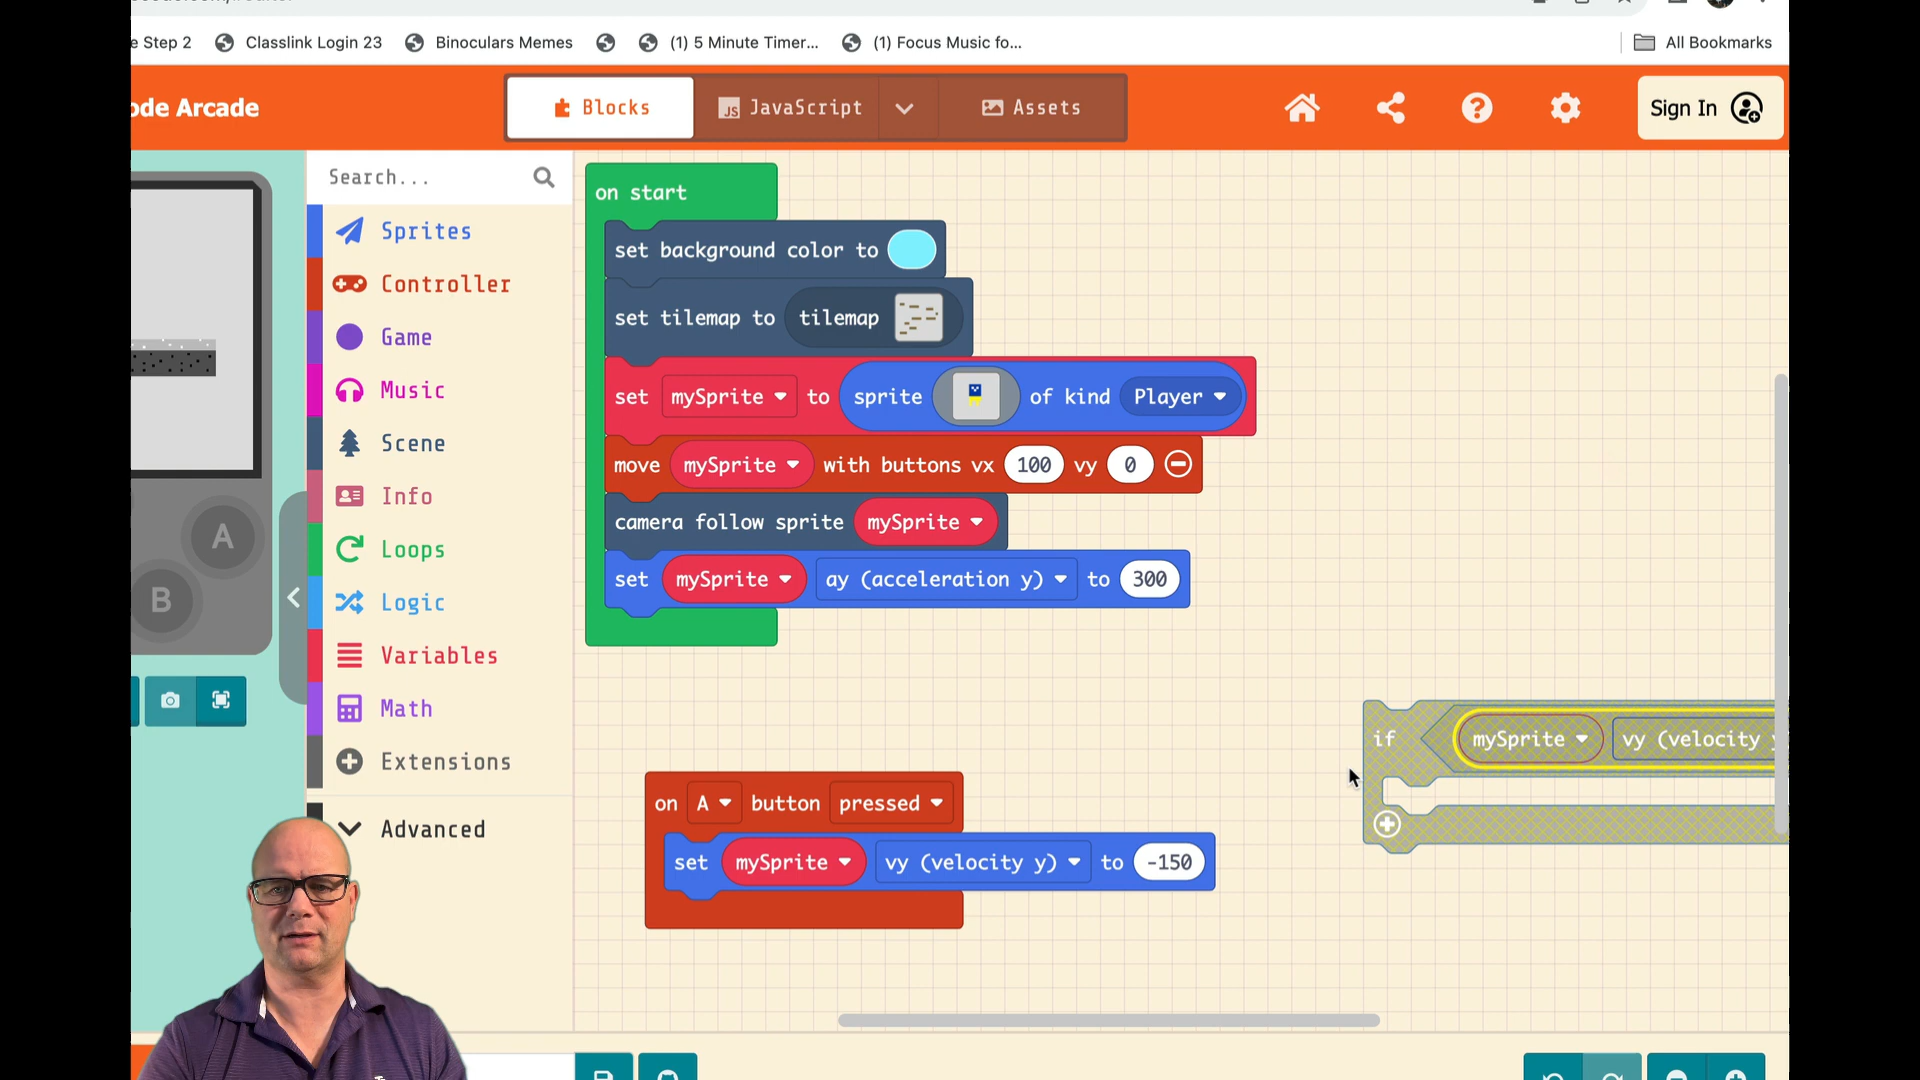 e Step 2 Classlink Login 23 Binoculars Memes (1) 5 Minute Timer... (1) Focus Music fo... All Bookmarks
ode Arcade Blocks JS JavaScript Assets Sign In
Search...
Sprites
Controller
Game
Music
Scene
Info
Loops
Logic
Variables
Math
Extensions
Advanced
A
B
on start
set background color to
set tilemap to tilemap
set mySprite to sprite of kind Player
move mySprite with buttons vx 100 vy 0
camera follow sprite mySprite
set mySprite ay (acceleration y) to 300
if mySprite vy (velocity
on A button pressed
set mySprite vy (velocity y) to -150